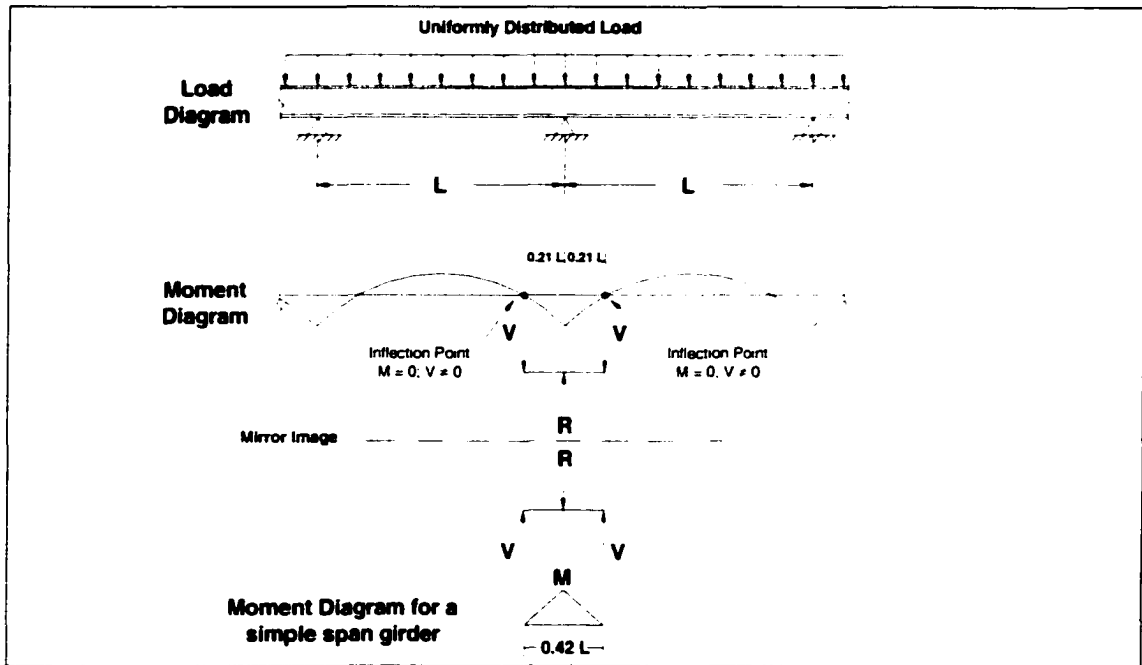 Uniformly Distributed Load
Load
Diagram
L L
0.21 L 0.21 L
Moment
Diagram
V V
Inflection Point Inflection Point
M = 0; V ≠ 0 M = 0; V ≠ 0
R
Mirror Image
R
V V
M
Moment Diagram for a
simple span girder
0.42 L